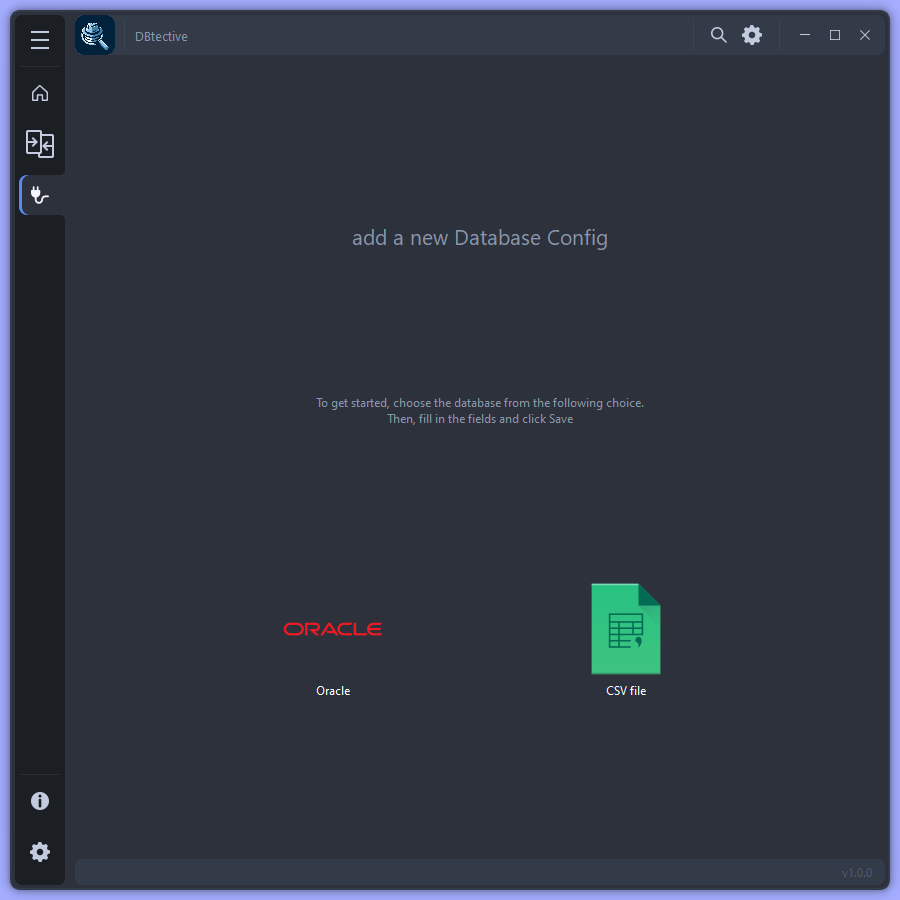 DBtective
add a new Database Config
To get started, choose the database from the following choice.
Then, fill in the fields and click Save
ORACLE
Oracle
CSV file
v1.0.0